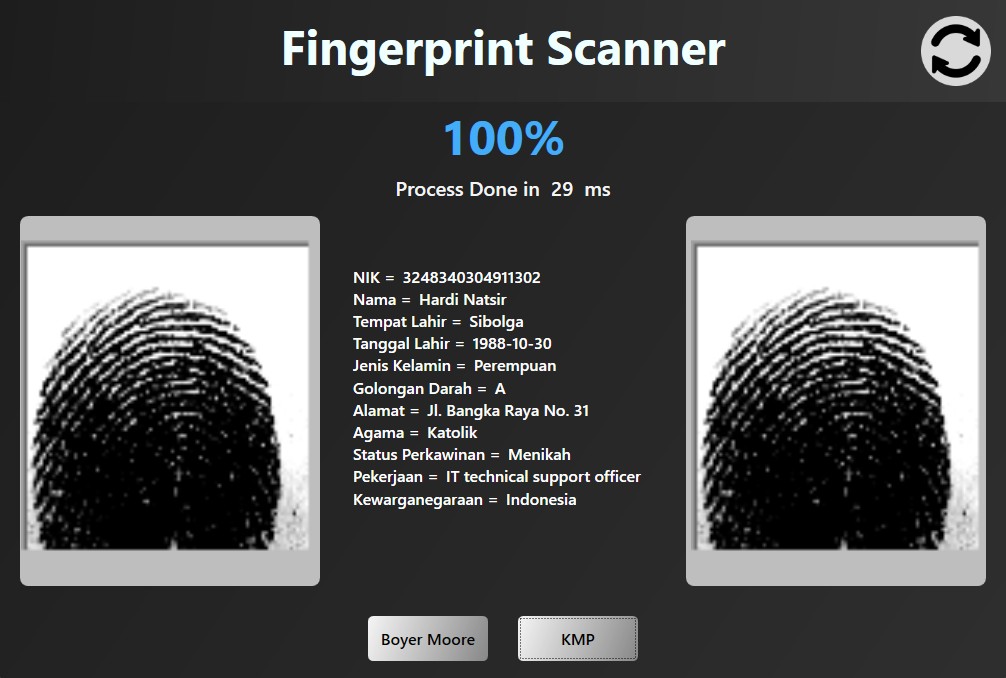 Fingerprint Scanner
100%
Process Done in 29 ms
NIK = 3248340304911302
Nama = Hardi Natsir
Tempat Lahir = Sibolga
Tanggal Lahir = 1988-10-30
Jenis Kelamin = Perempuan
Golongan Darah = A
Alamat = Jl. Bangka Raya No. 31
Agama = Katolik
Status Perkawinan = Menikah
Pekerjaan = IT technical support officer
Kewarganegaraan = Indonesia
Boyer Moore
KMP